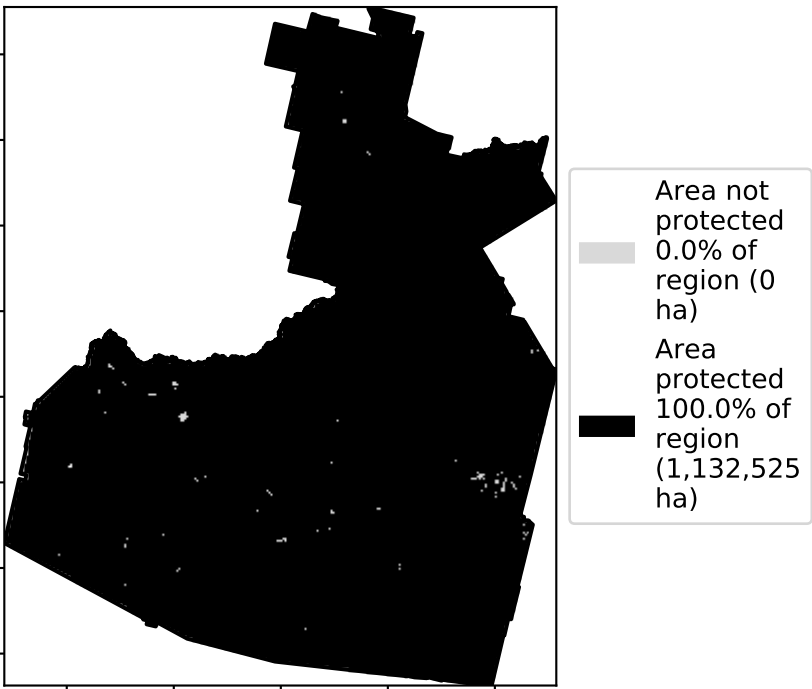 Area not
protected
0.0% of
region (0
ha)
Area
protected
100.0% of
region
(1,132,525
ha)